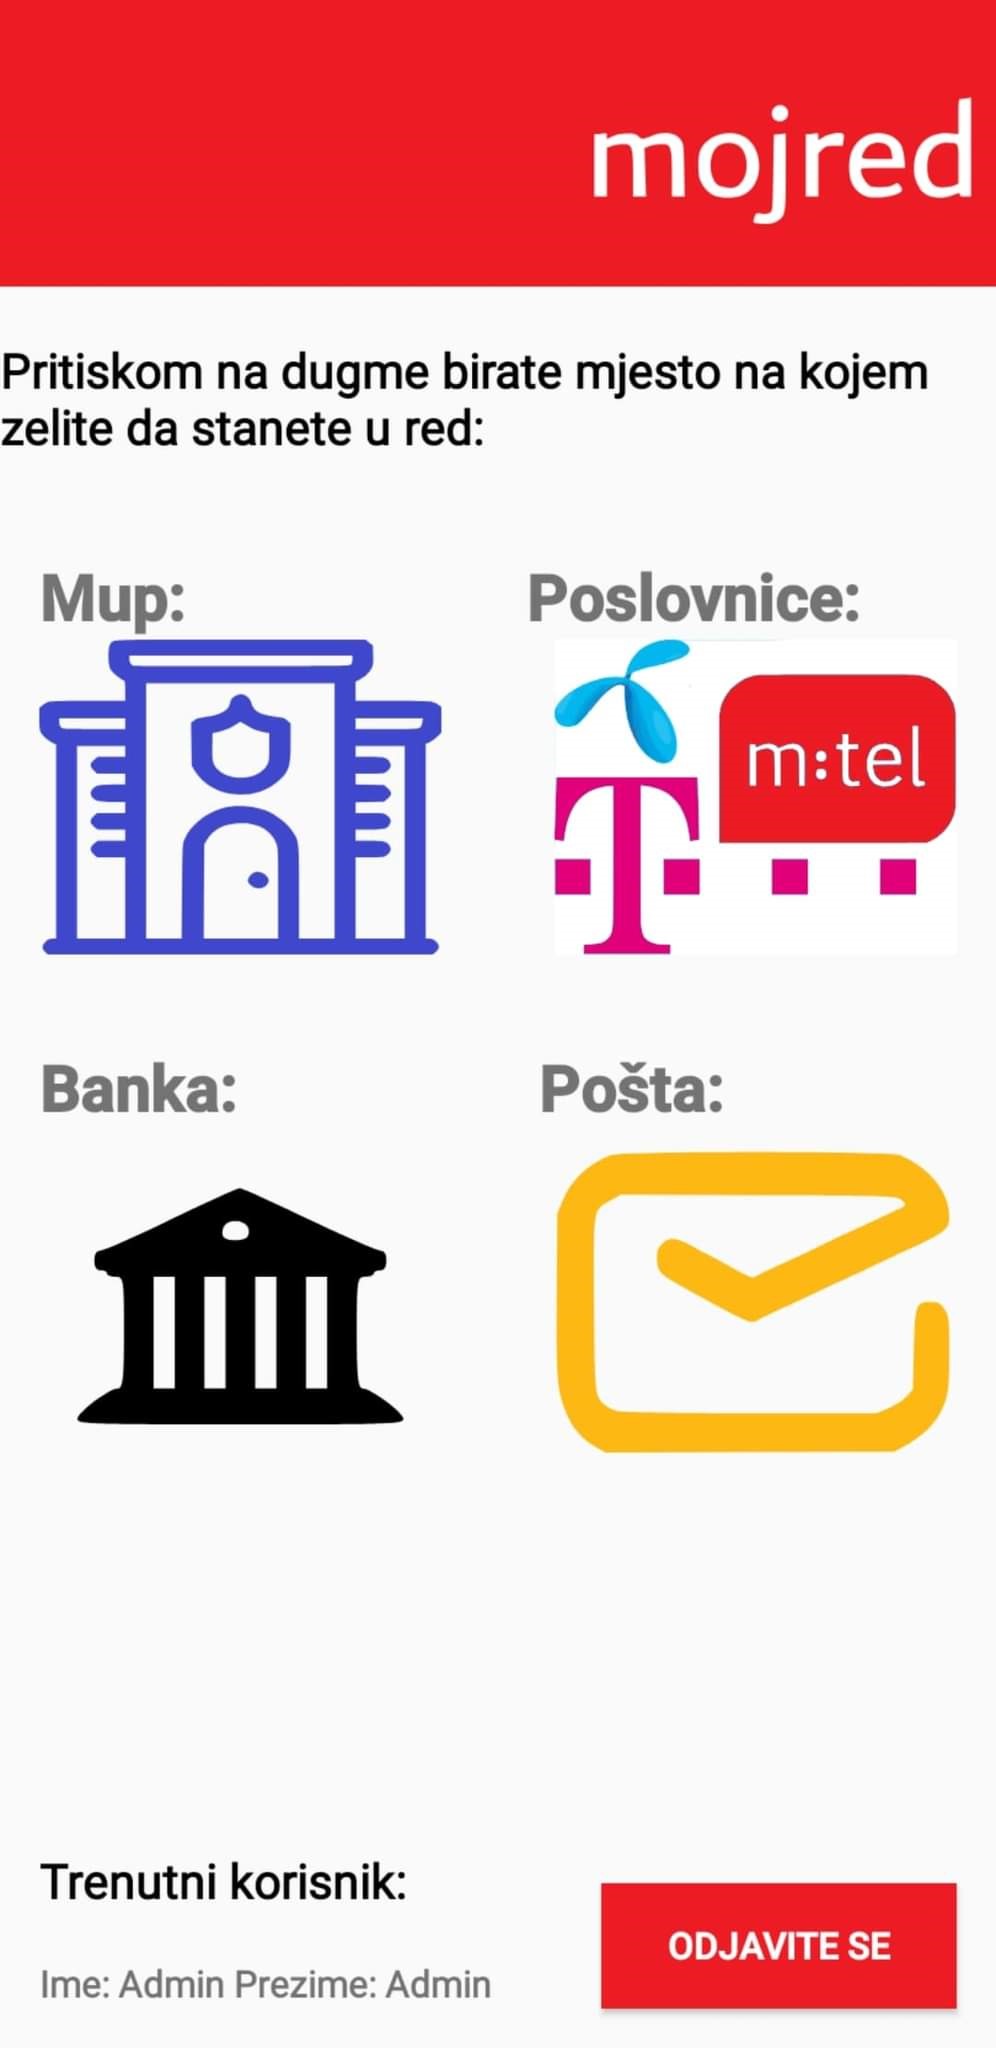 mojred
Pritiskom na dugme birate mjesto na kojem
zelite da stanete u red:
Mup:
Poslovnice:
m:tel
T
Banka:
Pošta:
Trenutni korisnik:
Ime: Admin Prezime: Admin
ODJAVITE SE